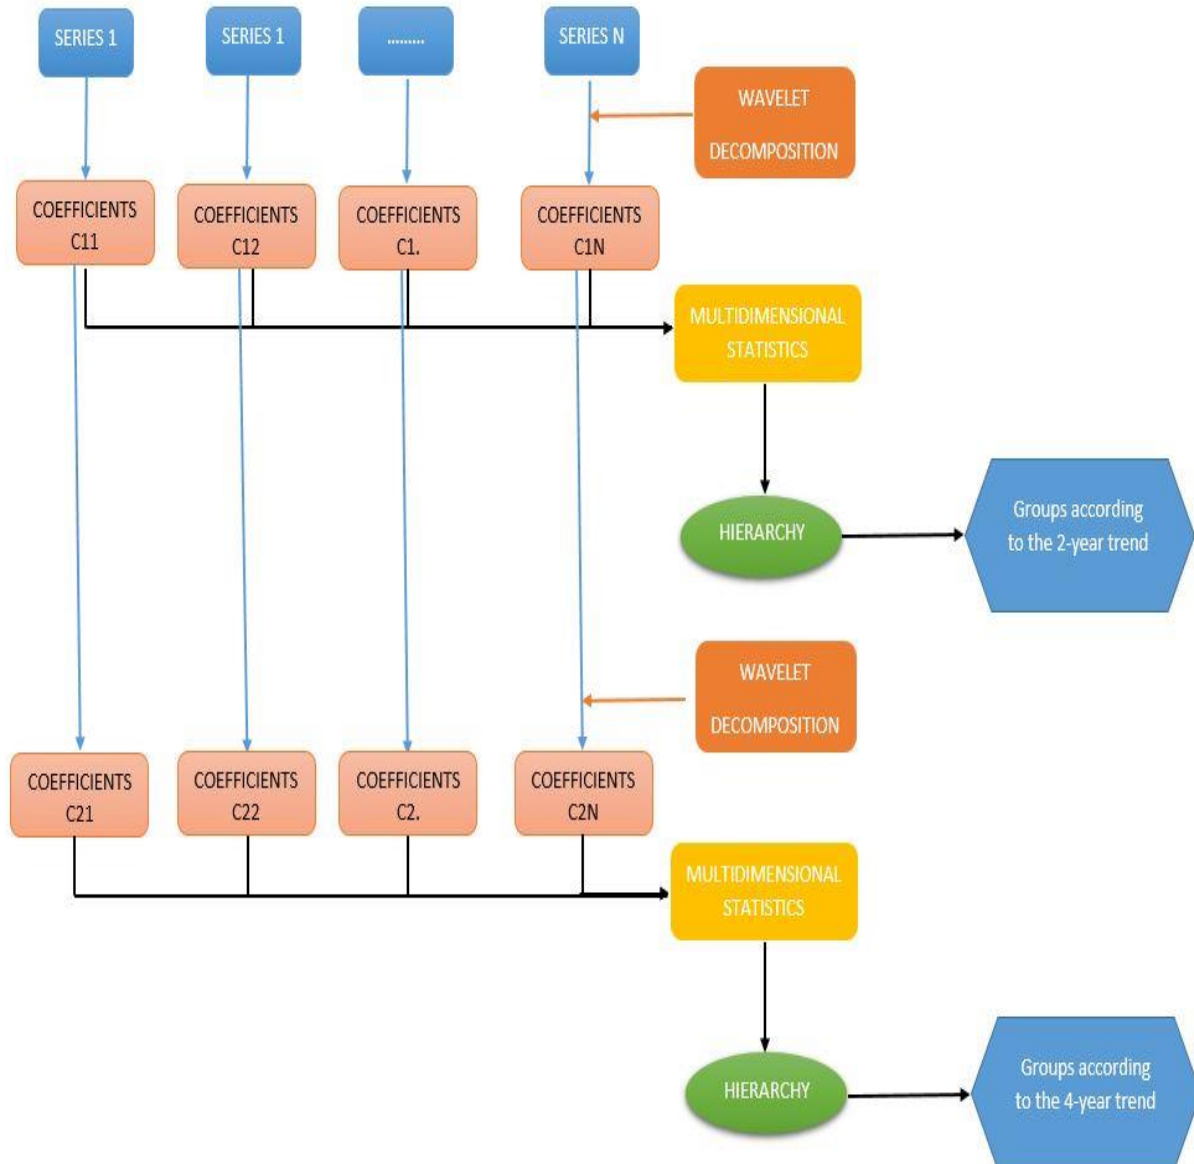 SERIES 1
SERIES 1
.........
SERIES N
WAVELET
DECOMPOSITION
COEFFICIENTS
C11
COEFFICIENTS
C12
COEFFICIENTS
C1.
COEFFICIENTS
C1N
MULTIDIMENSIONAL
STATISTICS
HIERARCHY
Groups according
to the 2-year trend
WAVELET
DECOMPOSITION
COEFFICIENTS
C21
COEFFICIENTS
C22
COEFFICIENTS
C2.
COEFFICIENTS
C2N
MULTIDIMENSIONAL
STATISTICS
HIERARCHY
Groups according
to the 4-year trend